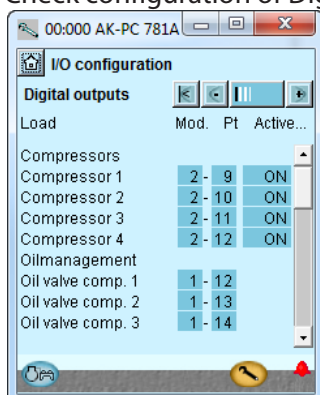 Check configuration of Dig
00:000 AK-PC 781A
I/O configuration
Digital outputs
Load Mod. Pt Active...
Compressors
Compressor 1 2 - 9 ON
Compressor 2 2 - 10 ON
Compressor 3 2 - 11 ON
Compressor 4 2 - 12 ON
Oilmanagement
Oil valve comp. 1 1 - 12
Oil valve comp. 2 1 - 13
Oil valve comp. 3 1 - 14